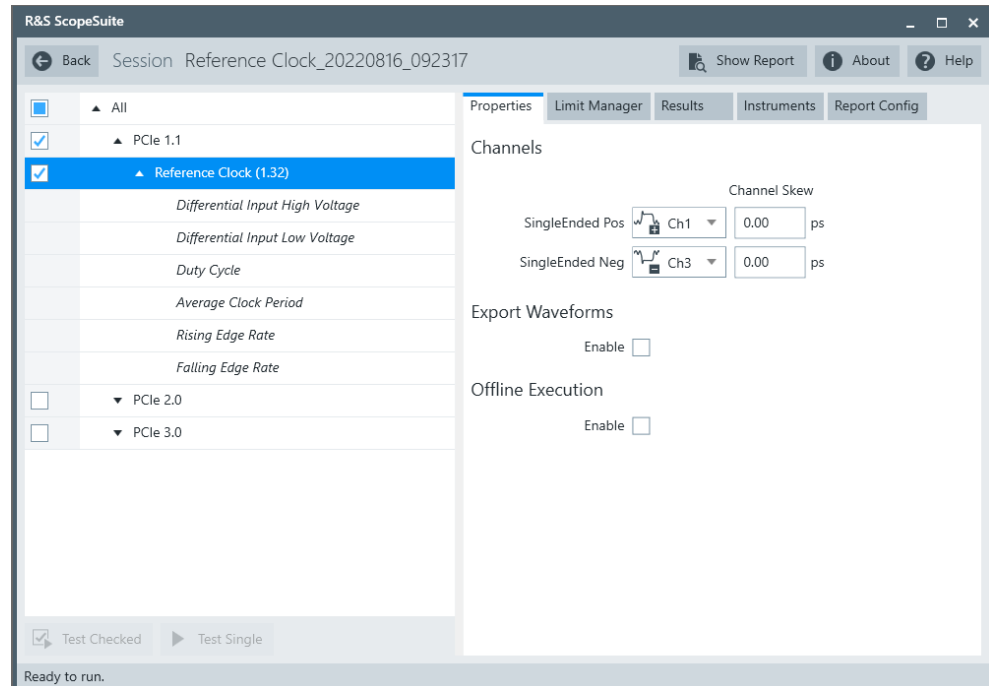 R&S ScopeSuite
Back Session Reference Clock_20220816_092317 Show Report About Help
All
PCIe 1.1
Reference Clock (1.32)
Differential Input High Voltage
Differential Input Low Voltage
Duty Cycle
Average Clock Period
Rising Edge Rate
Falling Edge Rate
PCIe 2.0
PCIe 3.0
Test Checked Test Single
Properties Limit Manager Results Instruments Report Config
Channels
Channel Skew
SingleEnded Pos Ch1 0.00 ps
SingleEnded Neg Ch3 0.00 ps
Export Waveforms
Enable
Offline Execution
Enable
Ready to run.